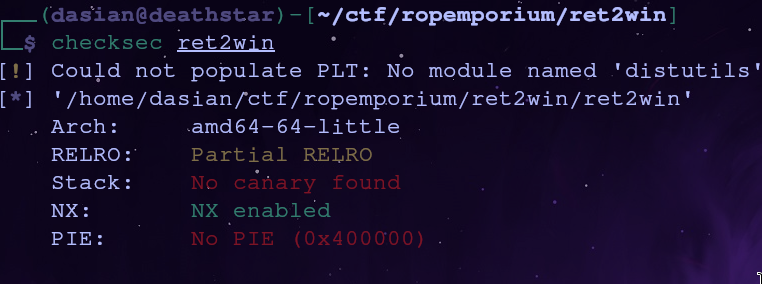 (dasian@deathstar)-[~/ctf/ropemporium/ret2win]
$ checksec ret2win
[!] Could not populate PLT: No module named 'distutils'
[*] '/home/dasian/ctf/ropemporium/ret2win/ret2win'
Arch: amd64-64-little
RELRO: Partial RELRO
Stack: No canary found
NX: NX enabled
PIE: No PIE (0x400000)